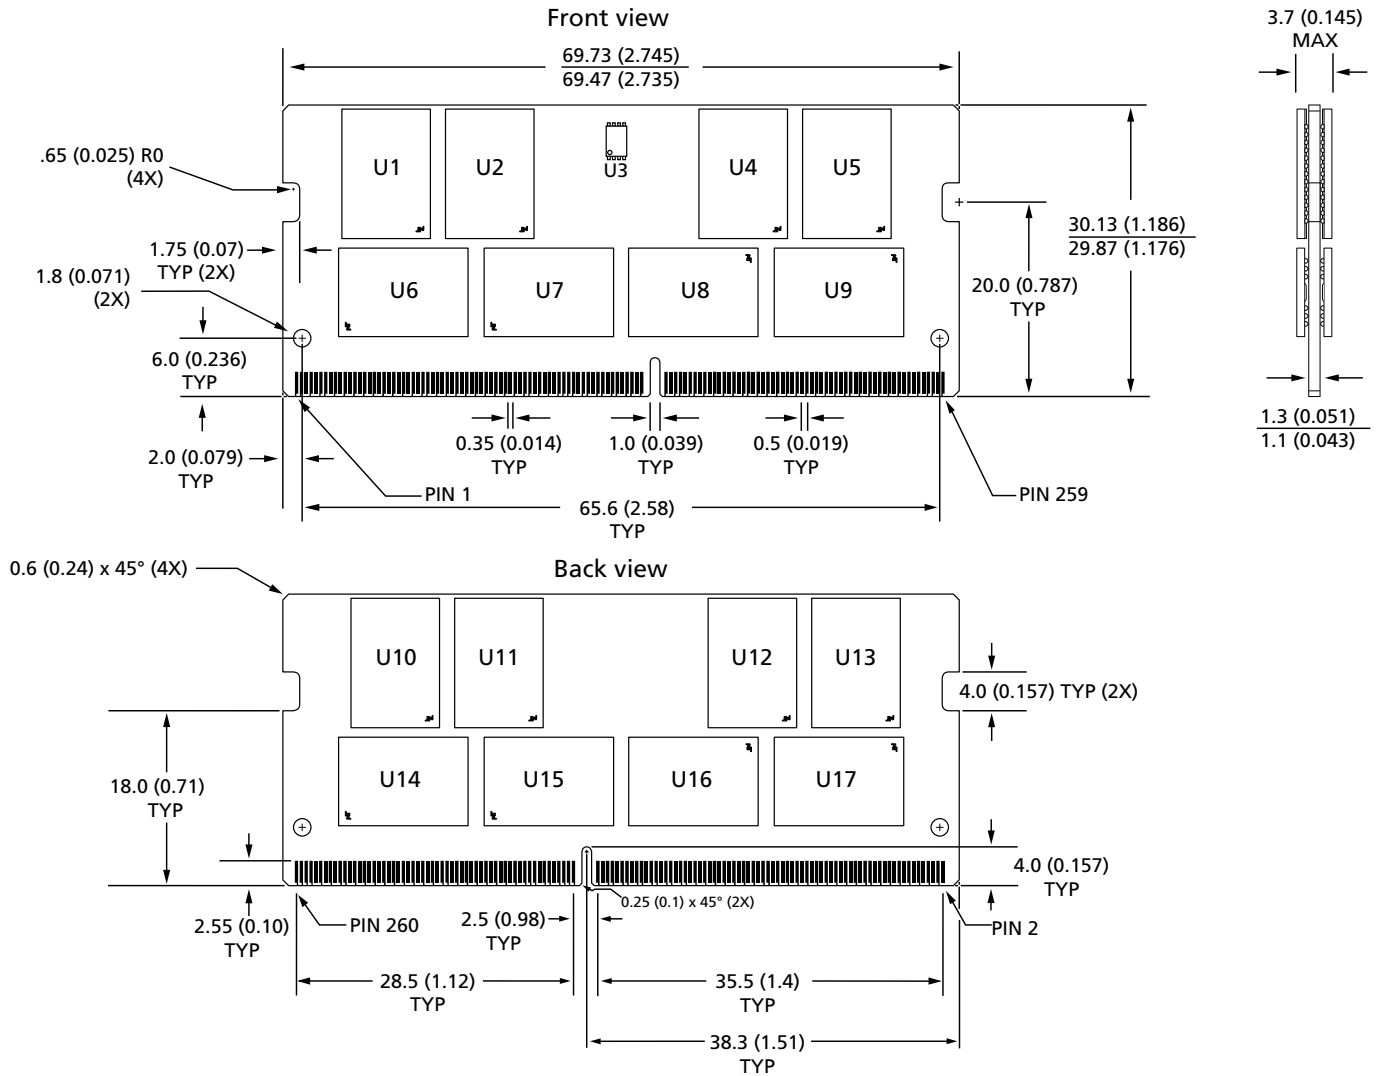 Front view
3.7 (0.145)
MAX
69.73 (2.745)
69.47 (2.735)
U1
U2
U3
U4
U5
.65 (0.025) R0
(4X)
1.75 (0.07)
TYP (2X)
30.13 (1.186)
29.87 (1.176)
1.8 (0.071)
(2X)
U6
U7
U8
U9
20.0 (0.787)
TYP
6.0 (0.236)
TYP
0.35 (0.014)
TYP
1.0 (0.039)
TYP
0.5 (0.019)
TYP
1.3 (0.051)
1.1 (0.043)
2.0 (0.079)
TYP
PIN 1
PIN 259
65.6 (2.58)
TYP
0.6 (0.24) x 45° (4X)
Back view
U10
U11
U12
U13
4.0 (0.157) TYP (2X)
18.0 (0.71)
TYP
U14
U15
U16
U17
4.0 (0.157)
TYP
0.25 (0.1) x 45° (2X)
2.55 (0.10)
TYP
PIN 260
2.5 (0.98)
TYP
PIN 2
28.5 (1.12)
TYP
35.5 (1.4)
TYP
38.3 (1.51)
TYP